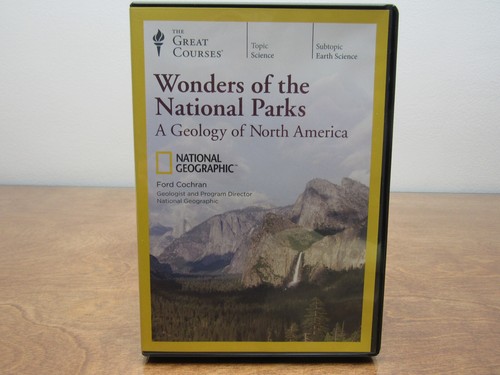 THE
GREAT
COURSES®
Topic
Science
Subtopic
Earth Science
Wonders of the
National Parks
A Geology of North America
NATIONAL
GEOGRAPHIC™
Ford Cochran
Geologist and Program Director
National Geographic